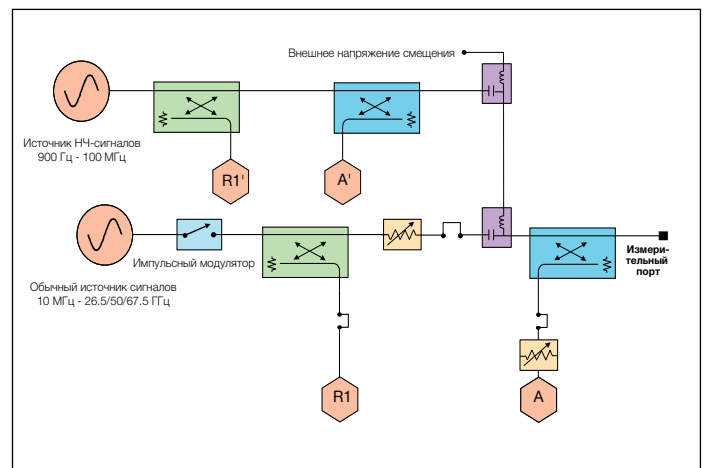 Внешнее напряжение смещения
Источник НЧ-сигналов
900 Гц - 100 МГц
R1'
A'
Импульсный модулятор
Обычный источник сигналов
10 МГц - 26.5/50/67.5 ГГц
Измери-
тельный
порт
R1
A